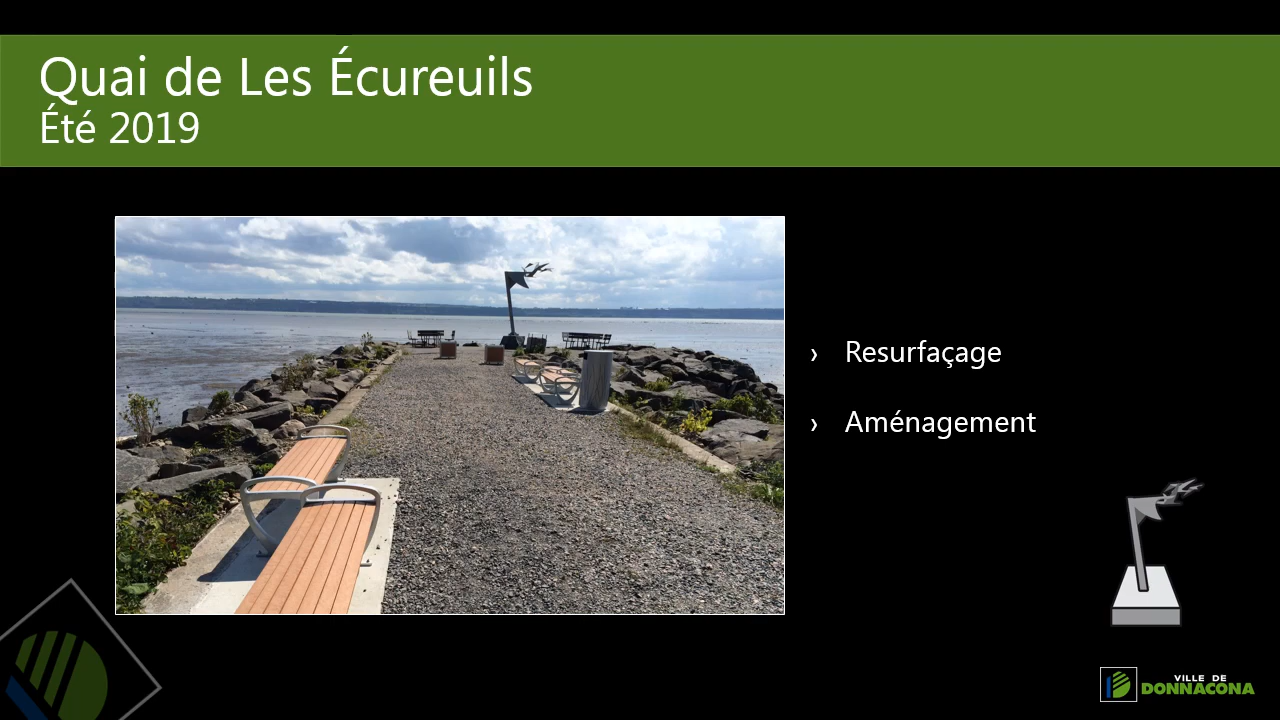 Quai de Les Écureuils
Été 2019
› Resurfaçage
› Aménagement
VILLE DE
DONNACONA